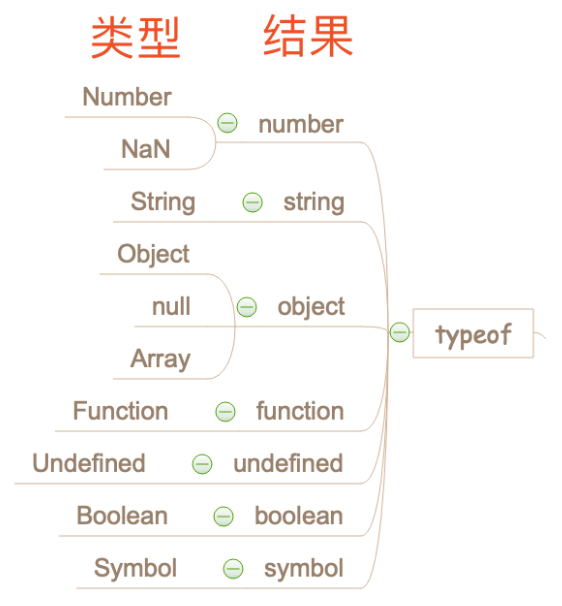 类型 结果
Number
number
NaN
String string
Object
null object
typeof
Array
Function function
Undefined undefined
Boolean boolean
Symbol symbol